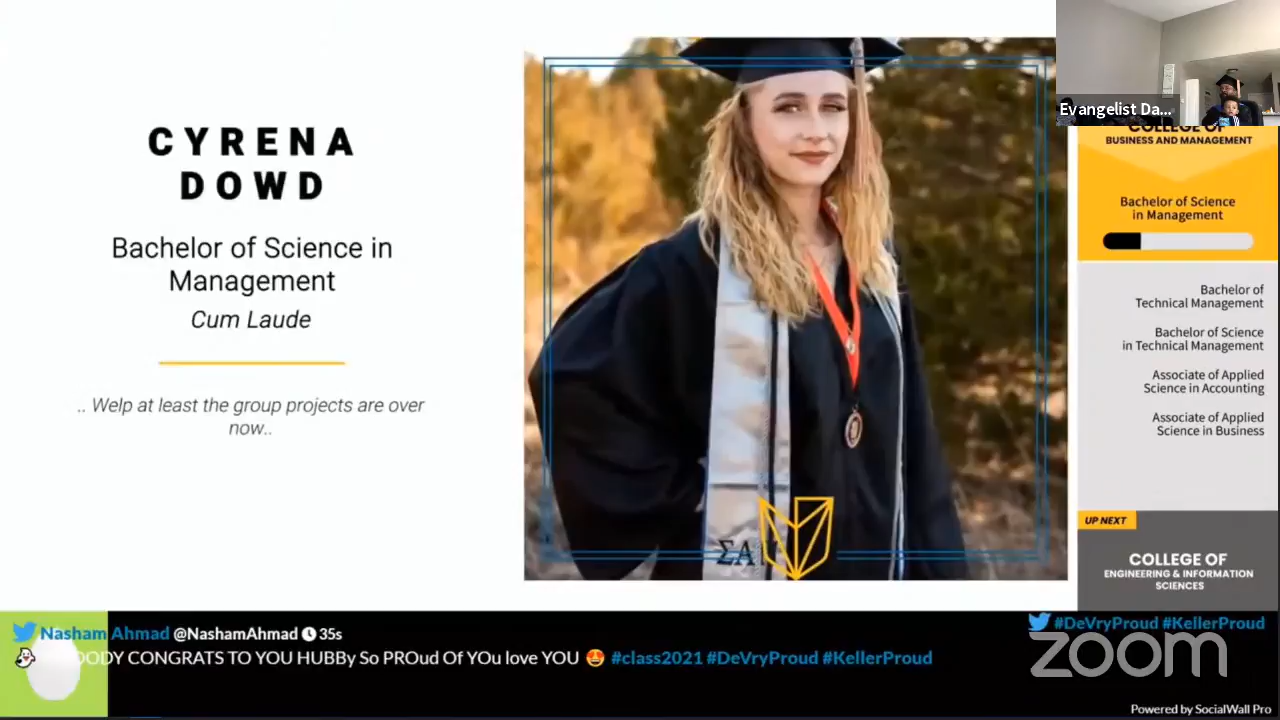 CYRENA
DOWD
Bachelor of Science in
Management
Cum Laude
.. Welp at least the group projects are over
now..
ΣΑ
Evangelist Da...
COLLEGE OF
BUSINESS AND MANAGEMENT
Bachelor of Science
in Management
Bachelor of
Technical Management
Bachelor of Science
in Technical Management
Associate of Applied
Science in Accounting
Associate of Applied
Science in Business
UP NEXT
COLLEGE OF
ENGINEERING & INFORMATION
SCIENCES
Nasham Ahmad @NashamAhmad 35s
CONGRATS TO YOU HUBBy So PROud Of YOu love YOU 🤩 #class2021 #DeVryProud #KellerProud
#DeVryProud #KellerProud
zoom
Powered by SocialWall Pro